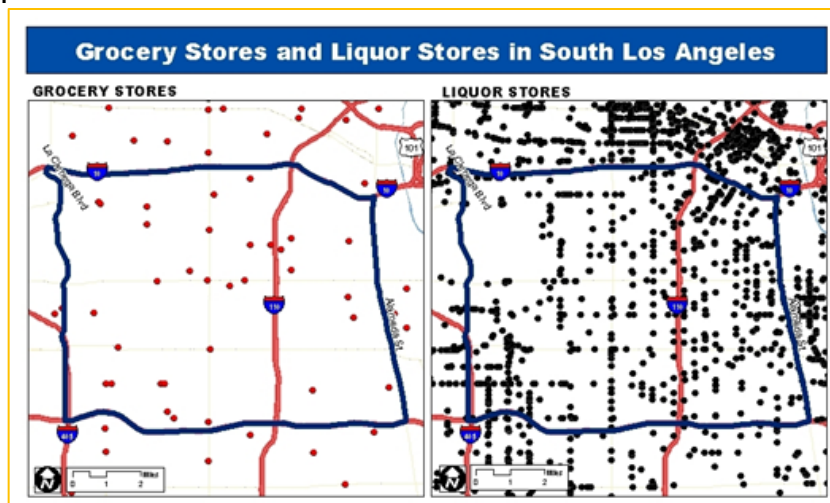 Grocery Stores and Liquor Stores in South Los Angeles
GROCERY STORES
LIQUOR STORES
101
101
La Cienega Blvd
10
10
La Cienega Blvd
10
10
110
110
Alameda St
Alameda St
405
405
N
Miles
0 1 2
N
Miles
0 1 2